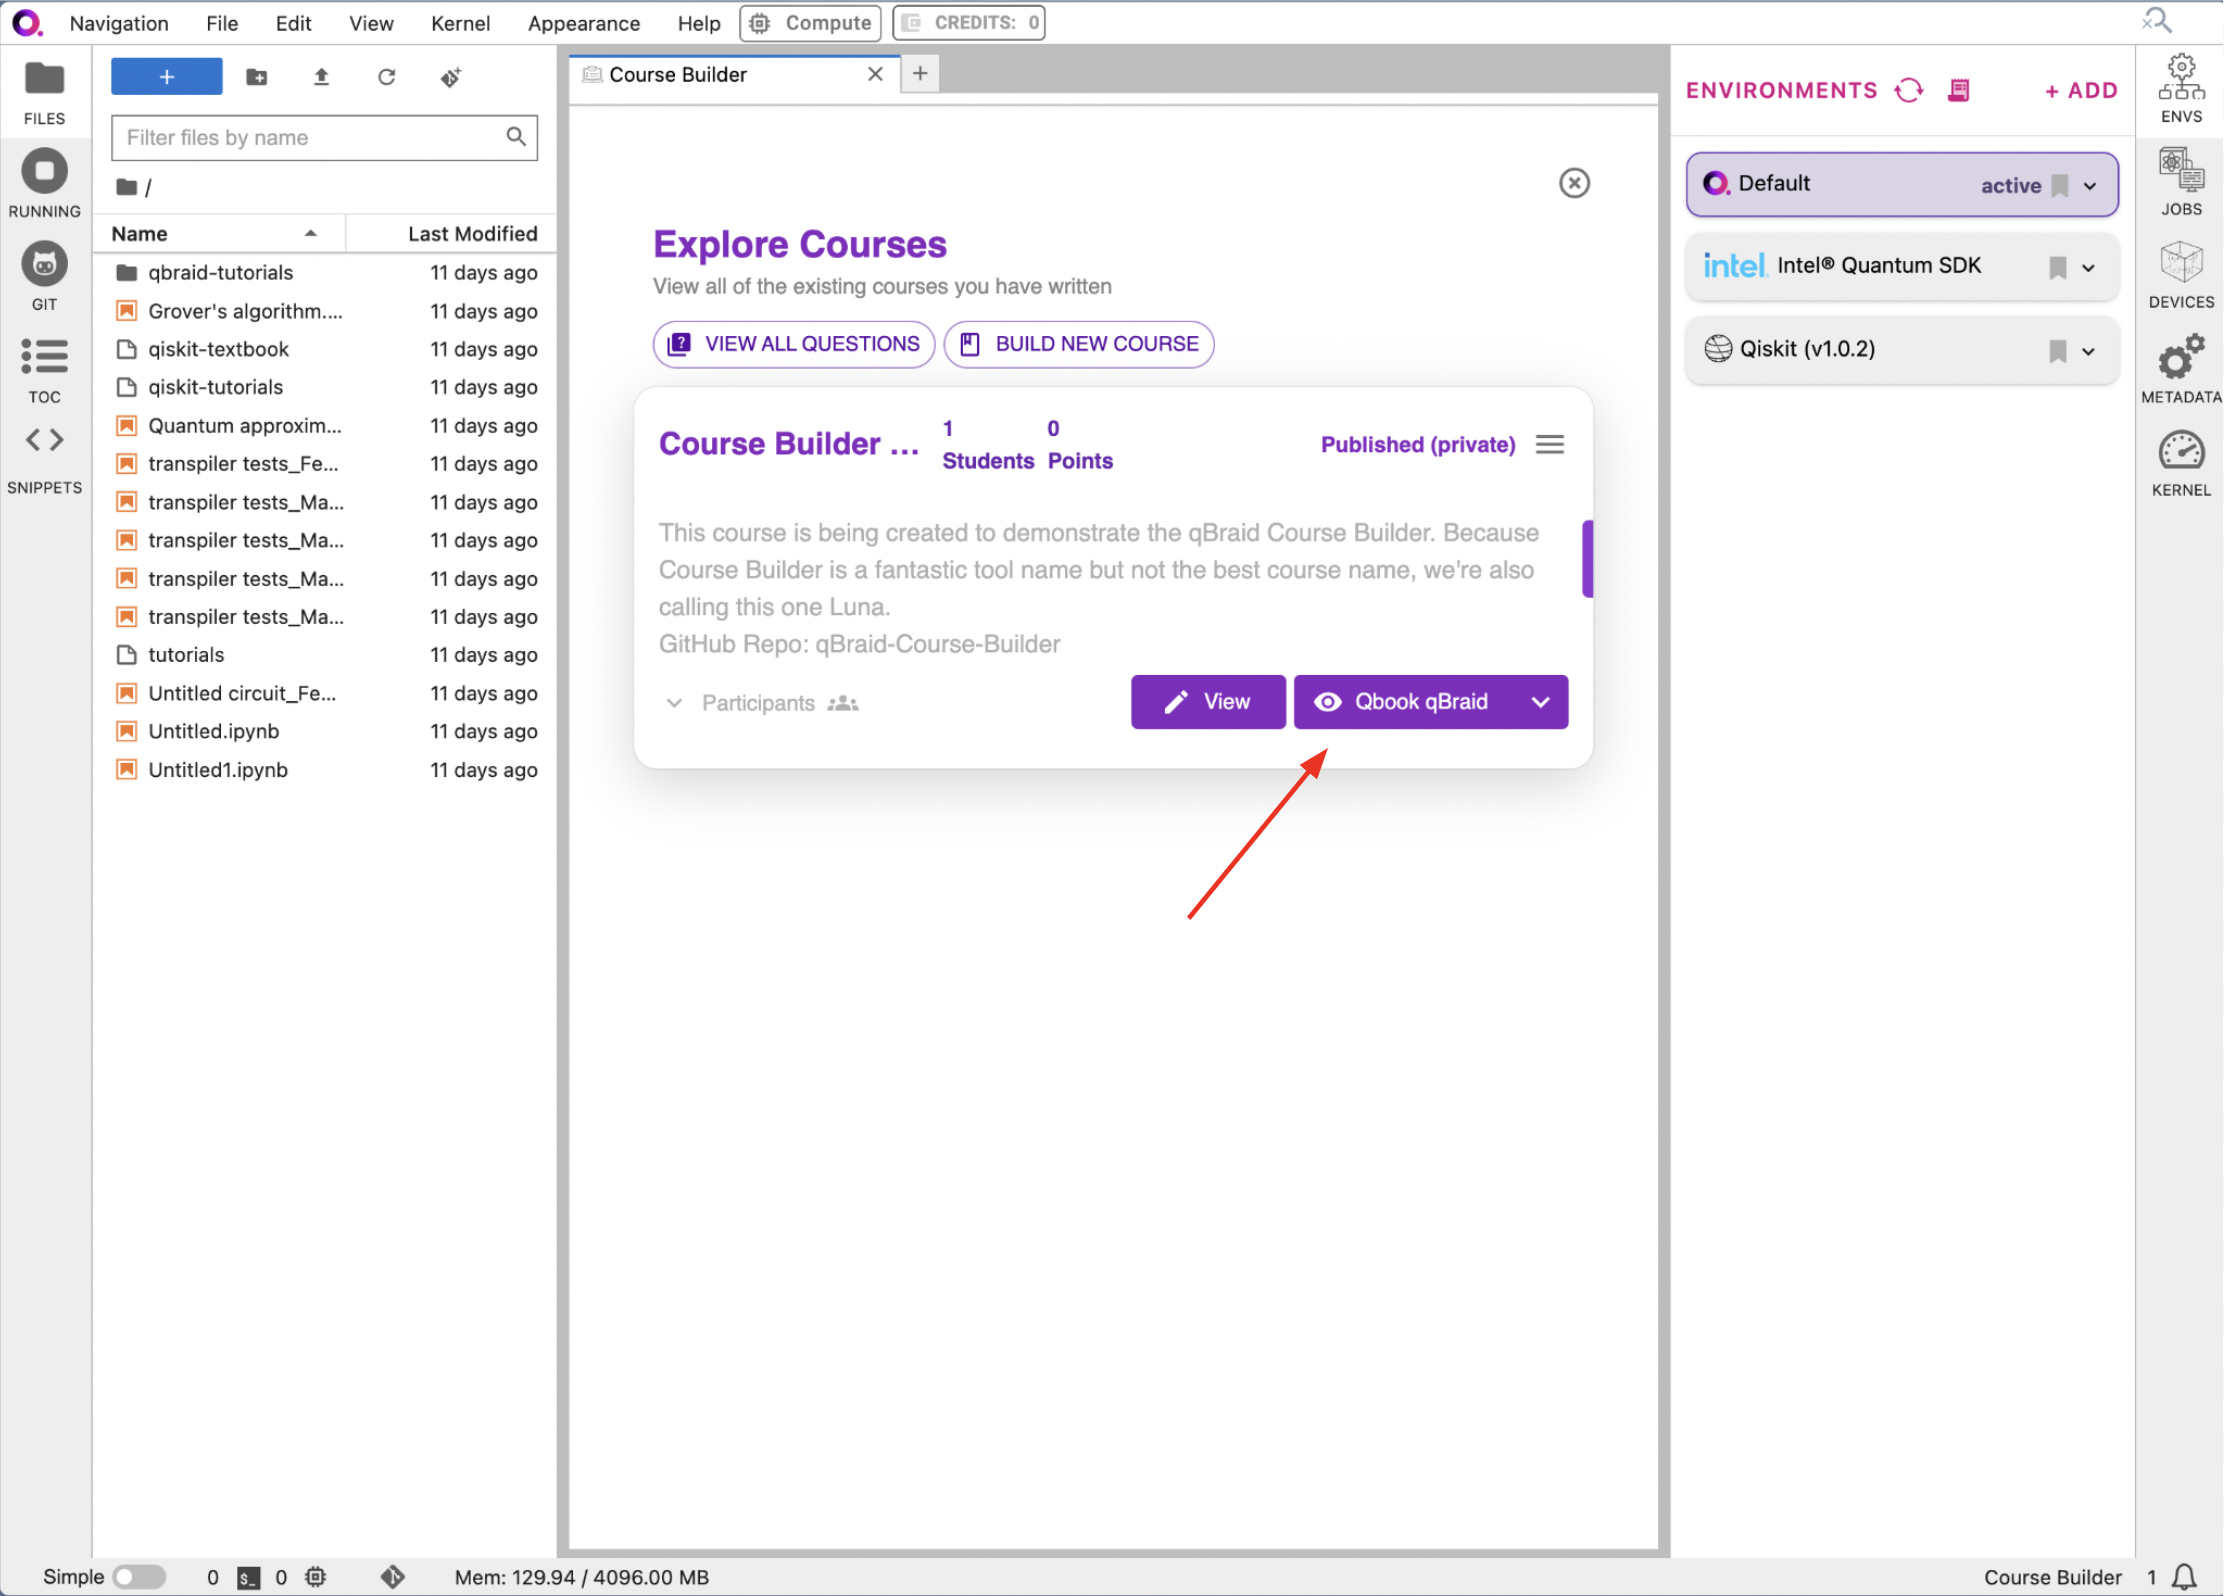 Navigation File Edit View Kernel Appearance Help Compute CREDITS: 0
FILES
RUNNING
GIT
TOC
SNIPPETS
+
Filter files by name
/
Name Last Modified
qbraid-tutorials 11 days ago
Grover's algorithm.... 11 days ago
qiskit-textbook 11 days ago
qiskit-tutorials 11 days ago
Quantum approxim... 11 days ago
transpiler tests_Fe... 11 days ago
transpiler tests_Ma... 11 days ago
transpiler tests_Ma... 11 days ago
transpiler tests_Ma... 11 days ago
transpiler tests_Ma... 11 days ago
tutorials 11 days ago
Untitled circuit_Fe... 11 days ago
Untitled.ipynb 11 days ago
Untitled1.ipynb 11 days ago
Course Builder
Explore Courses
View all of the existing courses you have written
VIEW ALL QUESTIONS BUILD NEW COURSE
Course Builder ... 1 Students 0 Points Published (private)
This course is being created to demonstrate the qBraid Course Builder. Because
Course Builder is a fantastic tool name but not the best course name, we're also
calling this one Luna.
GitHub Repo: qBraid-Course-Builder
Participants View Qbook qBraid
ENVIRONMENTS + ADD
Default active
intel. Intel® Quantum SDK
Qiskit (v1.0.2)
ENVS
JOBS
DEVICES
METADATA
KERNEL
Simple 0 $_ 0 Mem: 129.94 / 4096.00 MB Course Builder 1